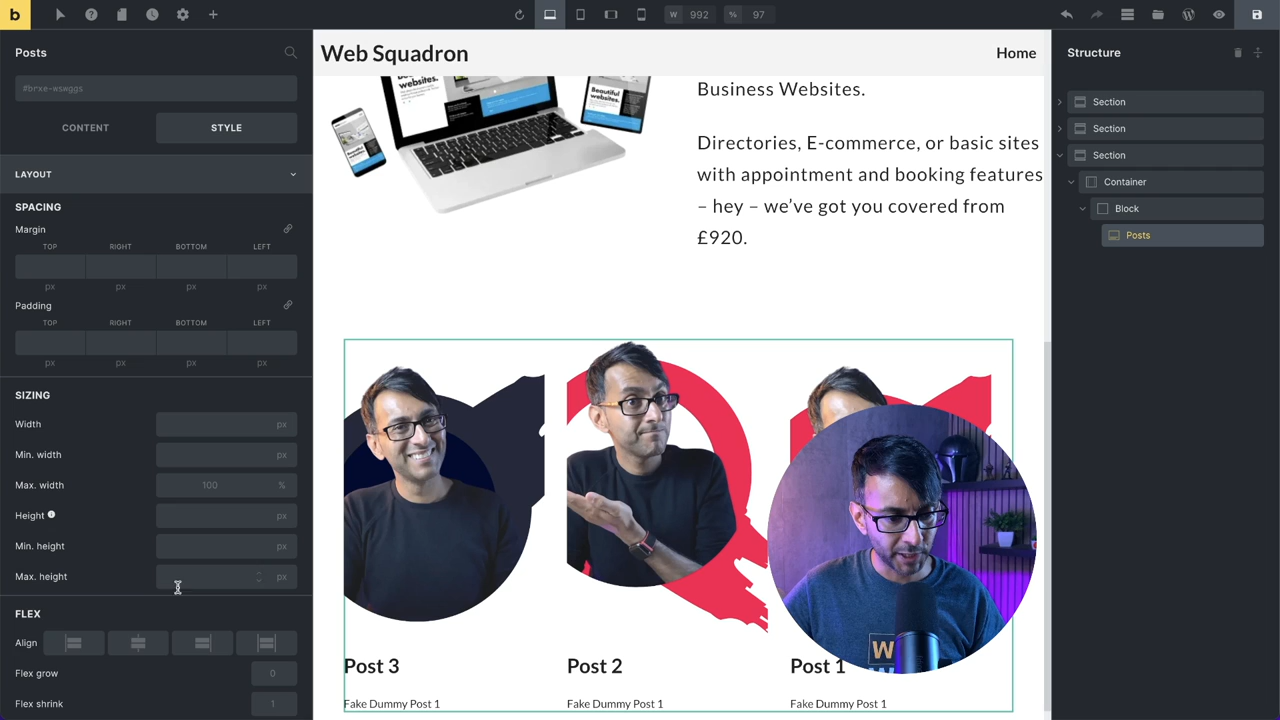 b
W 992 % 97
Posts
#brxe-wswggs
CONTENT STYLE
LAYOUT
SPACING
Margin
TOP RIGHT BOTTOM LEFT
px px px px
Padding
TOP RIGHT BOTTOM LEFT
px px px px
SIZING
Width px
Min. width px
Max. width 100 %
Height px
Min. height px
Max. height px
FLEX
Align
Flex grow 0
Flex shrink 1
Web Squadron Home
Beautiful websites.
Business Websites.
Directories, E-commerce, or basic sites
with appointment and booking features
– hey – we’ve got you covered from
£920.
Post 3 Post 2 Post 1
Fake Dummy Post 1 Fake Dummy Post 1 Fake Dummy Post 1
W
Structure
Section
Section
Section
Container
Block
Posts